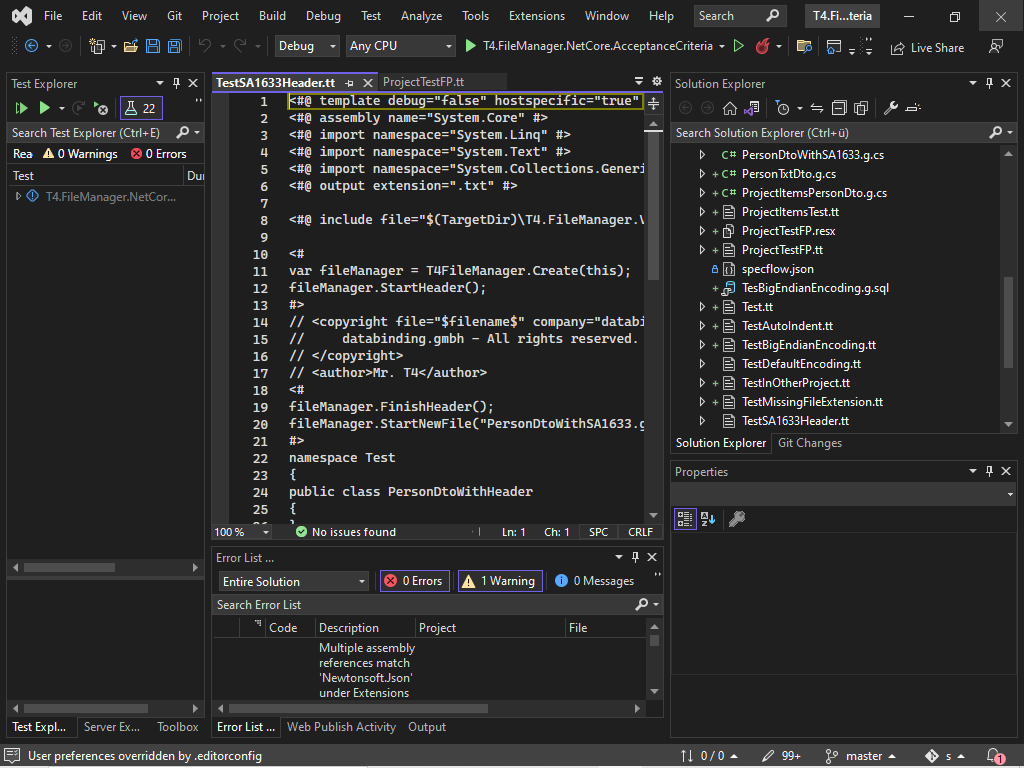 File Edit View Git Project Build Debug Test Analyze Tools Extensions Window Help Search T4.Fi...teria
Debug Any CPU T4.FileManager.NetCore.AcceptanceCriteria Live Share
Test Explorer
22
Search Test Explorer (Ctrl+E)
Rea 0 Warnings 0 Errors
Test Dur
T4.FileManager.NetCor...
TestSA1633Header.tt ProjectTestFP.tt
1 <#@ template debug="false" hostspecific="true"
2 <#@ assembly name="System.Core" #>
3 <#@ import namespace="System.Linq" #>
4 <#@ import namespace="System.Text" #>
5 <#@ import namespace="System.Collections.Generi
6 <#@ output extension=".txt" #>
7
8 <#@ include file="$(TargetDir)\T4.FileManager.V
9
10 <#
11 var fileManager = T4FileManager.Create(this);
12 fileManager.StartHeader();
13 #>
14 // <copyright file="$filename$" company="databi
15 //     databinding.gmbh - All rights reserved.
16 // </copyright>
17 // <author>Mr. T4</author>
18 <#
19 fileManager.FinishHeader();
20 fileManager.StartNewFile("PersonDtoWithSA1633.g
21 #>
22 namespace Test
23 {
24 public class PersonDtoWithHeader
25 {
100 % No issues found Ln: 1 Ch: 1 SPC CRLF
Error List ...
Entire Solution 0 Errors 1 Warning 0 Messages
Search Error List
Code Description Project File
Multiple assembly
references match
'Newtonsoft.Json'
under Extensions
Test Expl... Server Ex... Toolbox
Error List ... Web Publish Activity Output
Solution Explorer
Search Solution Explorer (Ctrl+ü)
C# PersonDtoWithSA1633.g.cs
C# PersonTxtDto.g.cs
C# ProjectItemsPersonDto.g.cs
ProjectItemsTest.tt
ProjectTestFP.resx
ProjectTestFP.tt
specflow.json
TesBigEndianEncoding.g.sql
Test.tt
TestAutoIndent.tt
TestBigEndianEncoding.tt
TestDefaultEncoding.tt
TestInOtherProject.tt
TestMissingFileExtension.tt
TestSA1633Header.tt
Solution Explorer Git Changes
Properties
User preferences overridden by .editorconfig 0 / 0 99+ master s 1